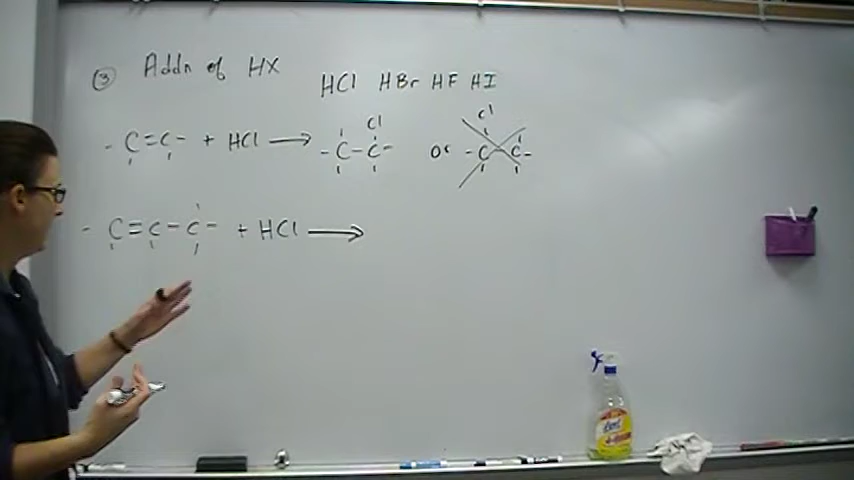 ③ Addn of HX
HCl HBr HF HI
- C = C - + HCl ⟶ - C - C - Or - C - C -
Cl Cl
- C = C - C - + HCl ⟶